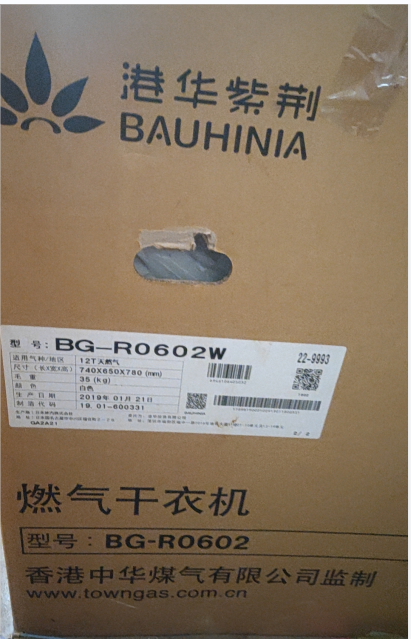 港华紫荆
BAUHINIA
型 号: BG-R0602W
22-9993
适用气种/地区 12T天然气
尺寸(长X宽X高) 740X650X780 (mm)
毛 重 35 (kg)
颜 色 白色
生 产 日 期 2019年 01月 21日
制 造 代 码 19.01-600331
GA2A21
燃气干衣机
型号: BG-R0602
香港中华煤气有限公司监制
www.towngas.com.cn